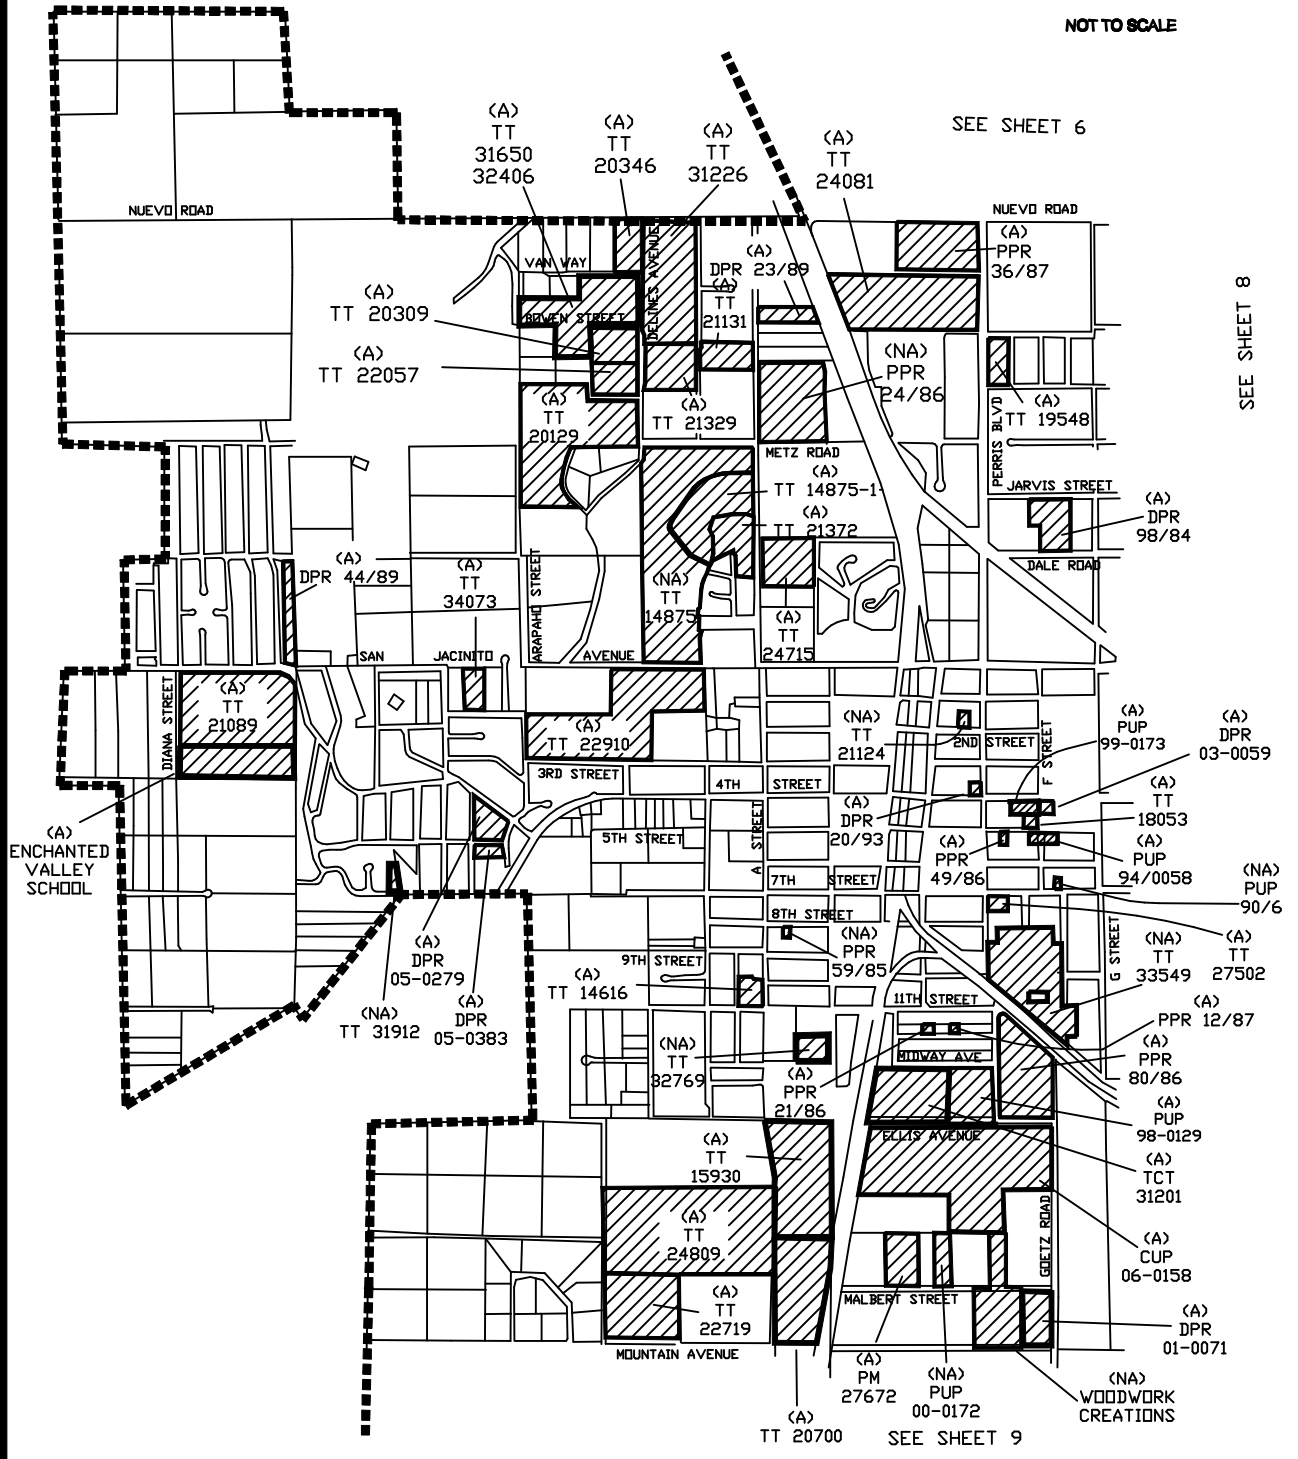 NOT TO SCALE
SEE SHEET 6
(A)
TT
31650
32406
(A)
TT
20346
(A)
TT
31226
(A)
TT
24081
NUEVO ROAD
NUEVO ROAD
(A)
PPR
36/87
SEE SHEET 8
VAN WAY
DELINES AVENUE
(A)
DPR 23/89
(A)
TT
21131
(A)
TT 20309
BOWEN STREET
(A)
TT 22057
(NA)
PPR
24/86
(A)
TT 19548
PERRIS BLVD
(A)
TT
20129
(A)
TT 21329
METZ ROAD
(A)
TT 14875-1
JARVIS STREET
(A)
TT 21372
(A)
DPR
98/84
DALE ROAD
(A)
DPR 44/89
(A)
TT
34073
ARAPAHO STREET
(NA)
TT
14875
(A)
TT
24715
SAN
JACINITO
AVENUE
DIANA STREET
(A)
TT
21089
(A)
TT 22910
(NA)
TT
21124
2ND STREET
F STREET
(A)
PUP
99-0173
(A)
DPR
03-0059
3RD STREET
4TH
STREET
(A)
TT
18053
A STREET
(A)
DPR
20/93
5TH STREET
(A)
PPR
49/86
(A)
PUP
94/0058
(A)
ENCHANTED
VALLEY
SCHOOL
7TH
STREET
(NA)
PUP
90/6
8TH STREET
(A)
DPR
05-0279
(NA)
PPR
59/85
G STREET
(NA)
TT
33549
(A)
TT
27502
9TH STREET
(A)
TT 14616
11TH STREET
(NA)
TT 31912
(A)
DPR
05-0383
(A)
PPR 12/87
(NA)
TT
32769
MIDWAY AVE
(A)
PPR
80/86
(A)
PPR
21/86
(A)
PUP
98-0129
ELLIS AVENUE
(A)
TT
15930
(A)
TCT
31201
(A)
TT
24809
GOETZ ROAD
(A)
CUP
06-0158
(A)
TT
22719
MALBERT STREET
(A)
DPR
01-0071
MOUNTAIN AVENUE
(A)
PM
27672
(NA)
PUP
00-0172
(NA)
WOODWORK
CREATIONS
(A)
TT 20700
SEE SHEET 9